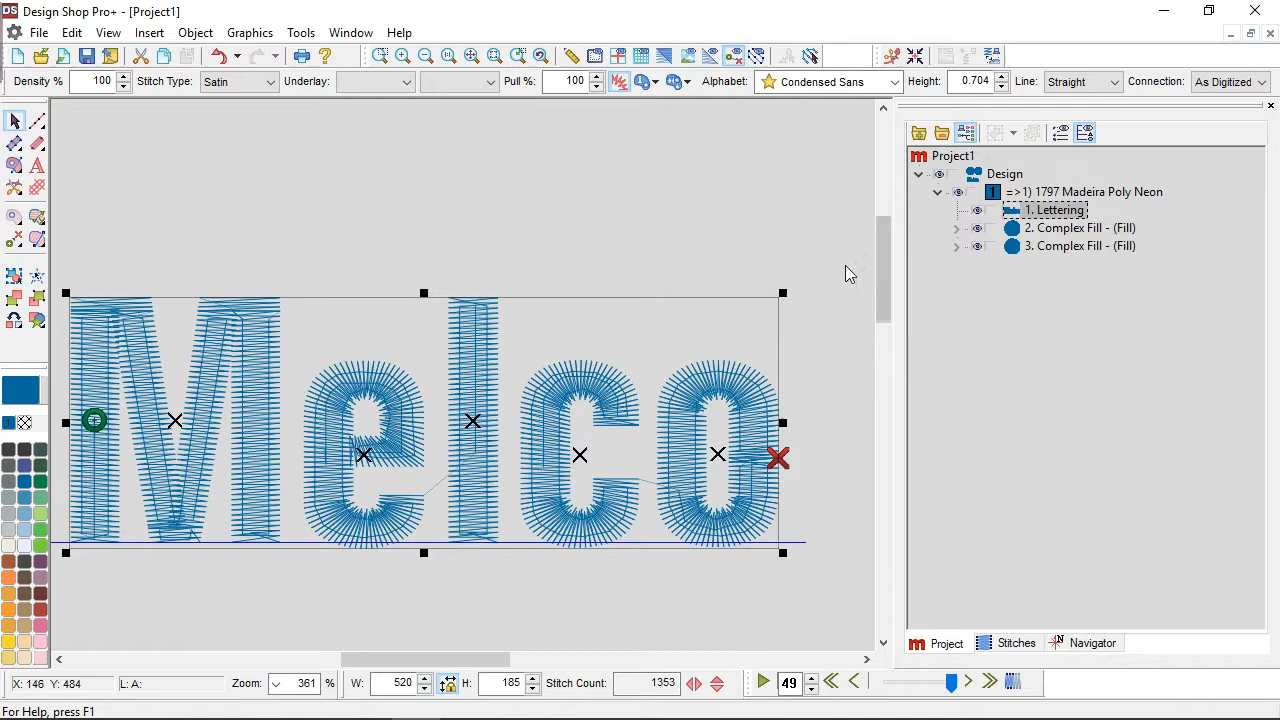 DS Design Shop Pro+ - [Project1]
File Edit View Insert Object Graphics Tools Window Help
Density % 100 Stitch Type: Satin Underlay: Pull %: 100 Alphabet: Condensed Sans Height: 0.704 Line: Straight Connection: As Digitized
Project1
Design
1 =>1) 1797 Madeira Poly Neon
1. Lettering
2. Complex Fill - (Fill)
3. Complex Fill - (Fill)
Melco
Project Stitches Navigator
X: 146 Y: 484 L: A: Zoom: 361 % W: 520 H: 185 Stitch Count: 1353 49
For Help, press F1